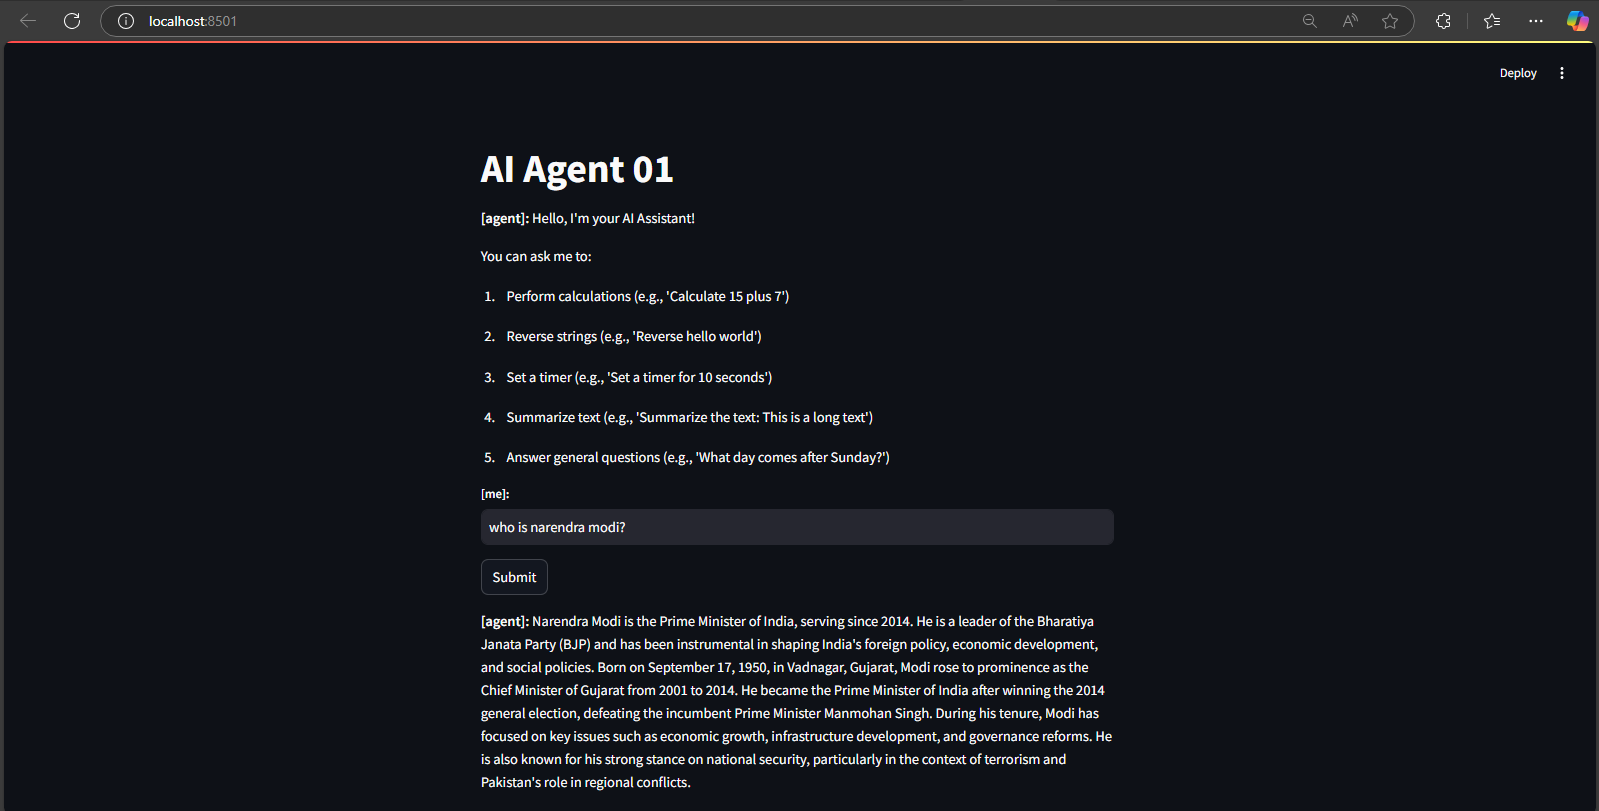 localhost:8501
Deploy
AI Agent 01
[agent]: Hello, I'm your AI Assistant!
You can ask me to:
1. Perform calculations (e.g., 'Calculate 15 plus 7')
2. Reverse strings (e.g., 'Reverse hello world')
3. Set a timer (e.g., 'Set a timer for 10 seconds')
4. Summarize text (e.g., 'Summarize the text: This is a long text')
5. Answer general questions (e.g., 'What day comes after Sunday?')
[me]:
who is narendra modi?
Submit
[agent]: Narendra Modi is the Prime Minister of India, serving since 2014. He is a leader of the Bharatiya
Janata Party (BJP) and has been instrumental in shaping India's foreign policy, economic development,
and social policies. Born on September 17, 1950, in Vadnagar, Gujarat, Modi rose to prominence as the
Chief Minister of Gujarat from 2001 to 2014. He became the Prime Minister of India after winning the 2014
general election, defeating the incumbent Prime Minister Manmohan Singh. During his tenure, Modi has
focused on key issues such as economic growth, infrastructure development, and governance reforms. He
is also known for his strong stance on national security, particularly in the context of terrorism and
Pakistan's role in regional conflicts.